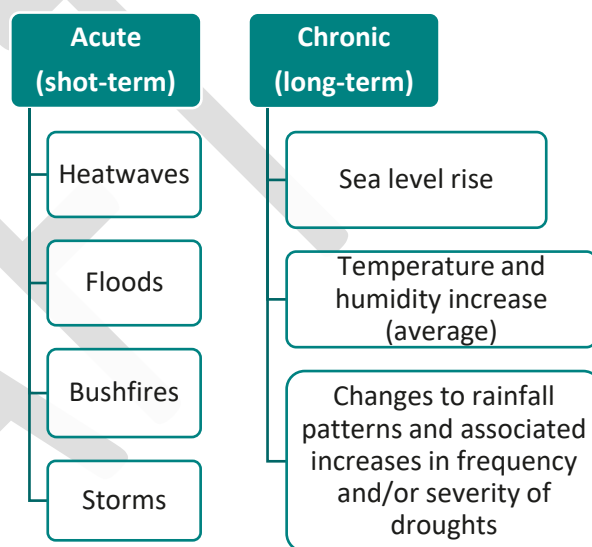 Acute
(shot-term)
Heatwaves
Floods
Bushfires
Storms
Chronic
(long-term)
Sea level rise
Temperature and
humidity increase
(average)
Changes to rainfall
patterns and associated
increases in frequency
and/or severity of
droughts